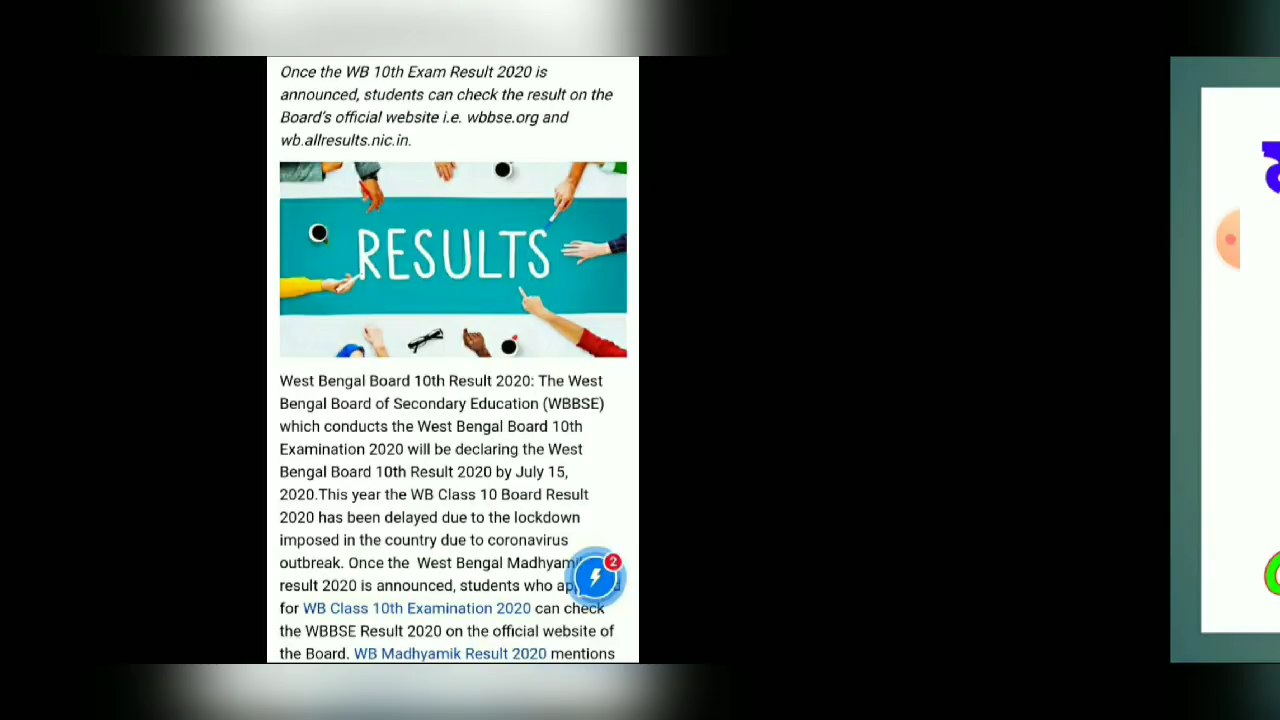 Once the WB 10th Exam Result 2020 is
announced, students can check the result on the
Board's official website i.e. wbbse.org and
wb.allresults.nic.in.
RESULTS
West Bengal Board 10th Result 2020: The West
Bengal Board of Secondary Education (WBBSE)
which conducts the West Bengal Board 10th
Examination 2020 will be declaring the West
Bengal Board 10th Result 2020 by July 15,
2020.This year the WB Class 10 Board Result
2020 has been delayed due to the lockdown
imposed in the country due to coronavirus
outbreak. Once the West Bengal
2
result 2020 is announced, students who
for WB Class 10th Examination 2020 can check
the WBBSE Result 2020 on the official website of
the Board. WB Madhyamik Result 2020 mentions